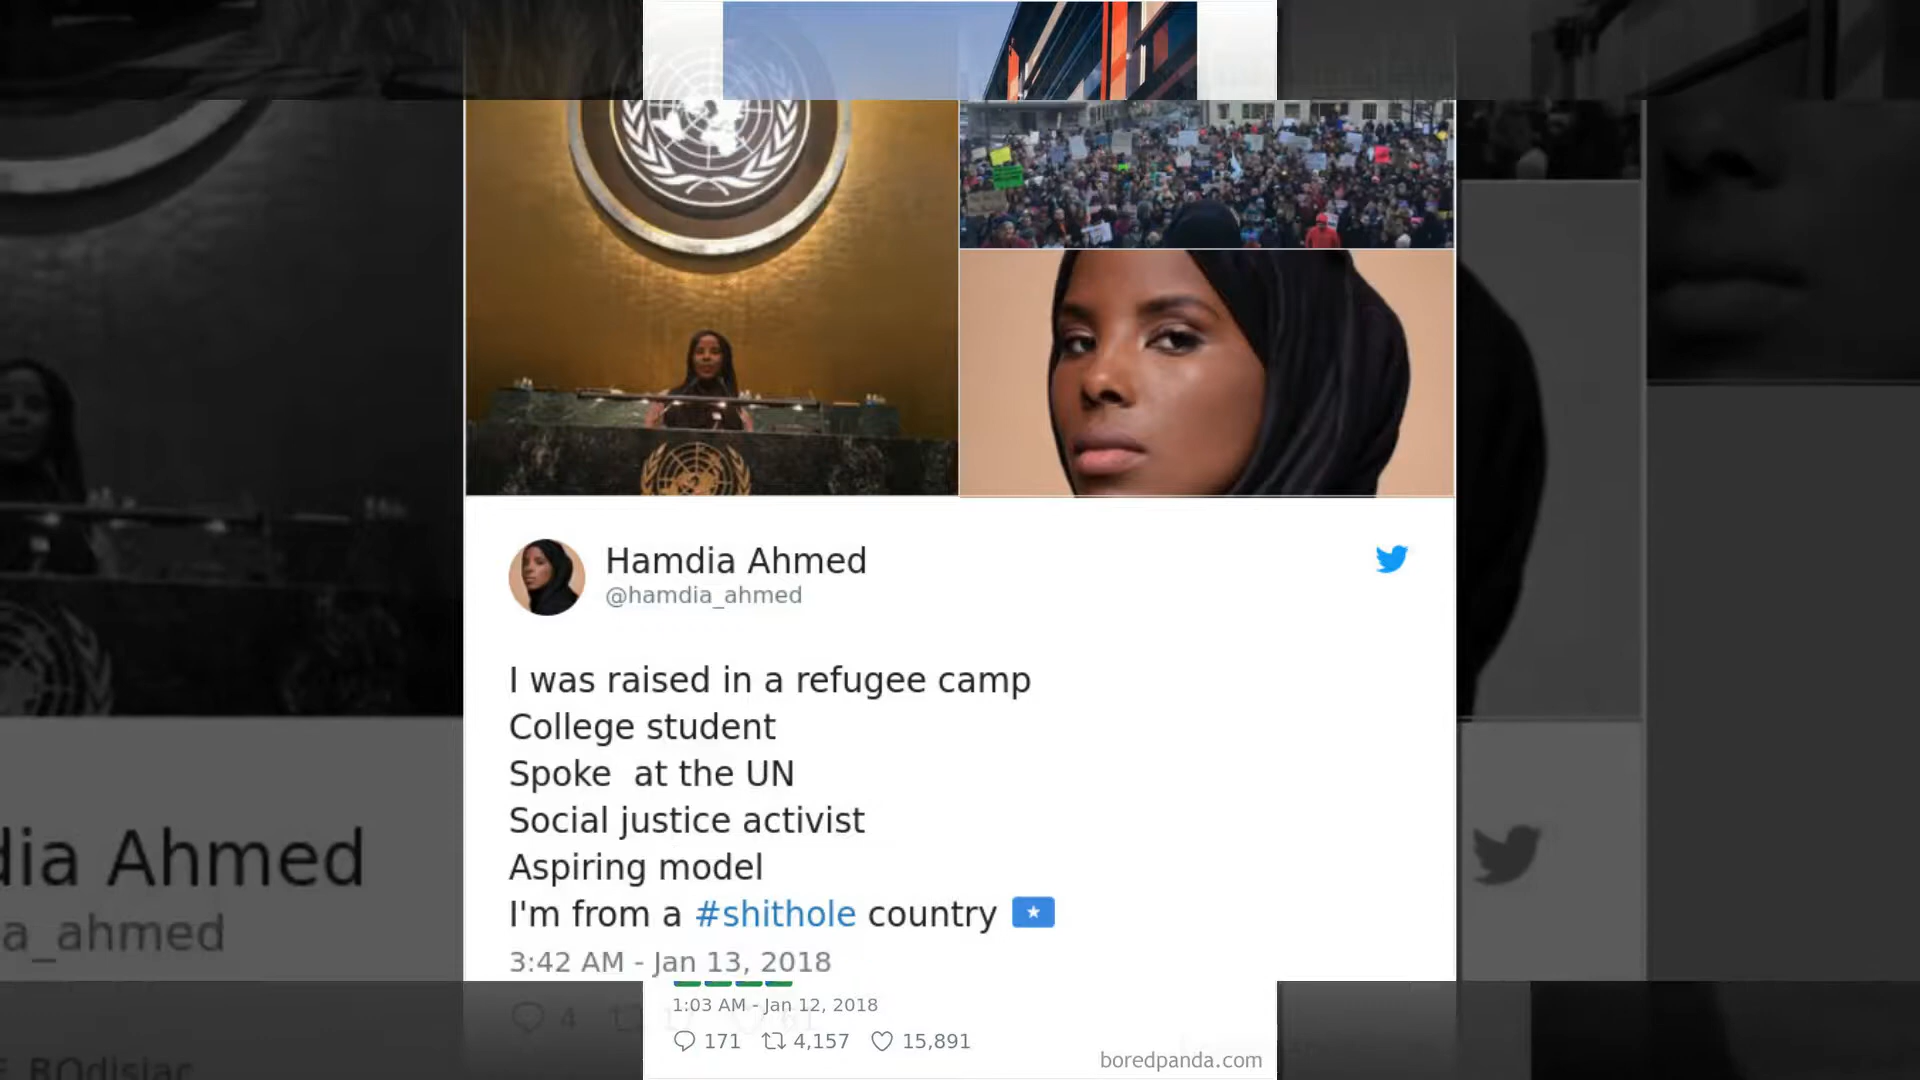 Hamdia Ahmed
@hamdia_ahmed
I was raised in a refugee camp
College student
Spoke  at the UN
Social justice activist
Aspiring model
I'm from a #shithole country
3:42 AM - Jan 13, 2018
1:03 AM - Jan 12, 2018
171 4,157 15,891
boredpanda.com
dia Ahmed
a_ahmed